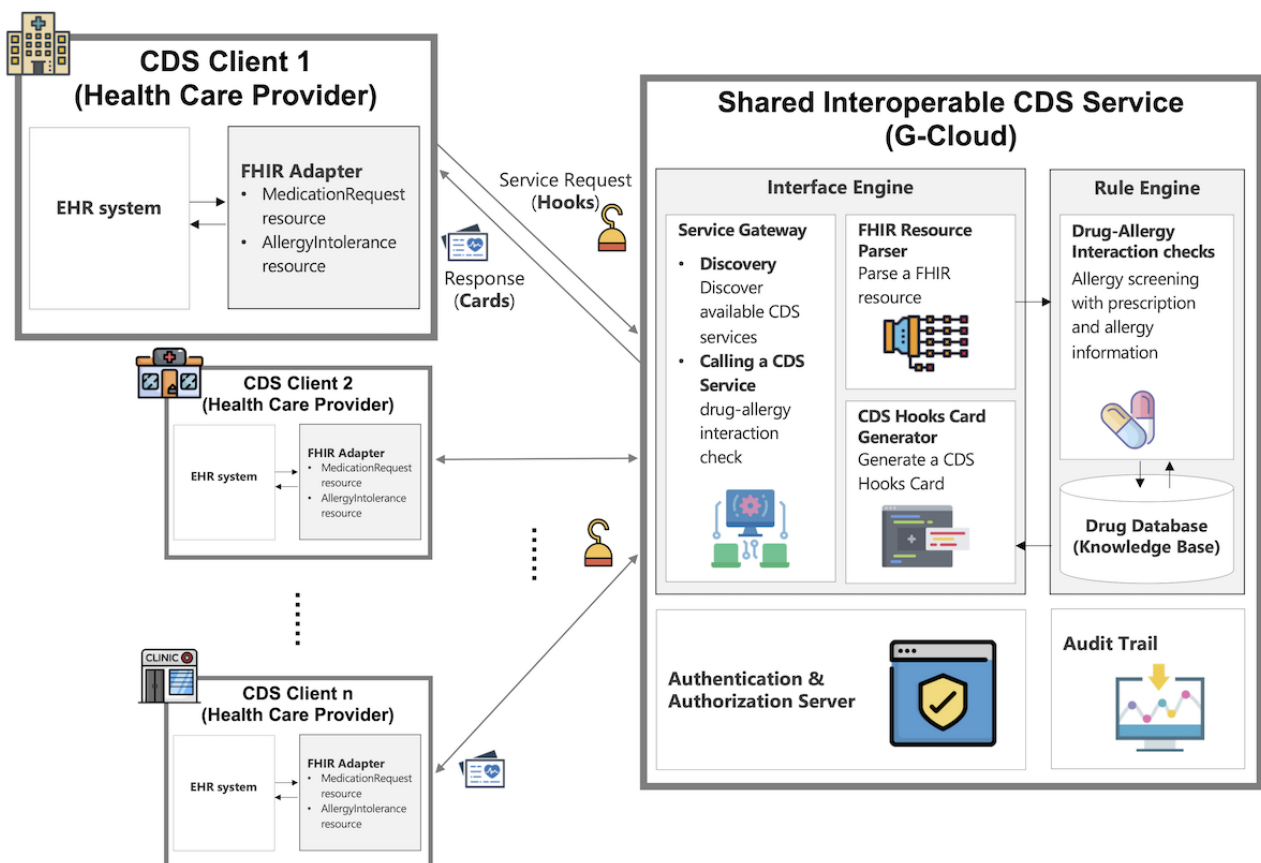 CDS Client 1
(Health Care Provider)
EHR system
FHIR Adapter
• MedicationRequest
resource
• AllergyIntolerance
resource
Service Request
(Hooks)
Response
(Cards)
CDS Client 2
(Health Care Provider)
EHR system
FHIR Adapter
• MedicationRequest
resource
• AllergyIntolerance
resource
CLINIC
CDS Client n
(Health Care Provider)
EHR system
FHIR Adapter
• MedicationRequest
resource
• AllergyIntolerance
resource
Shared Interoperable CDS Service
(G-Cloud)
Interface Engine
Service Gateway
• Discovery
Discover
available CDS
services
• Calling a CDS
Service
drug-allergy
interaction
check
FHIR Resource
Parser
Parse a FHIR
resource
CDS Hooks Card
Generator
Generate a CDS
Hooks Card
Rule Engine
Drug-Allergy
Interaction checks
Allergy screening
with prescription
and allergy
information
Drug Database
(Knowledge Base)
Authentication &
Authorization Server
Audit Trail